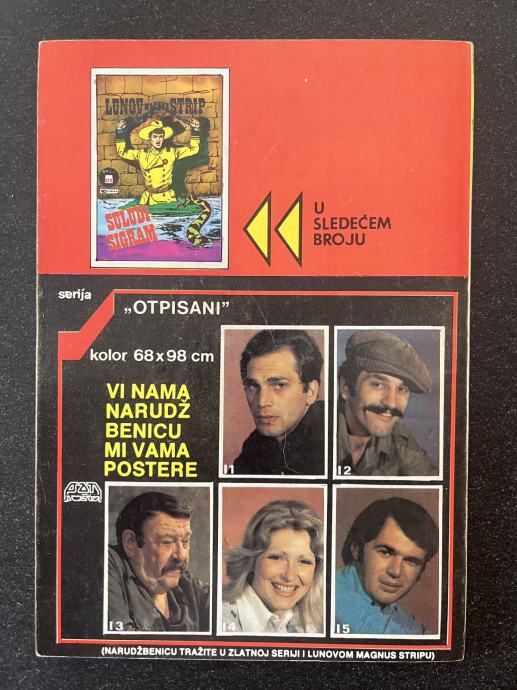 LUNOV MAGNUS STRIP
SULUDI
SIGRAM
U
SLEDEĆEM
BROJU
serija
„OTPISANI”
kolor 68 x 98 cm
VI NAMA
NARUDŽ
BENICU
MI VAMA
POSTERE
11
12
13
14
15
(NARUDŽBENICU TRAŽITE U ZLATNOJ SERIJI I LUNOVOM MAGNUS STRIPU)